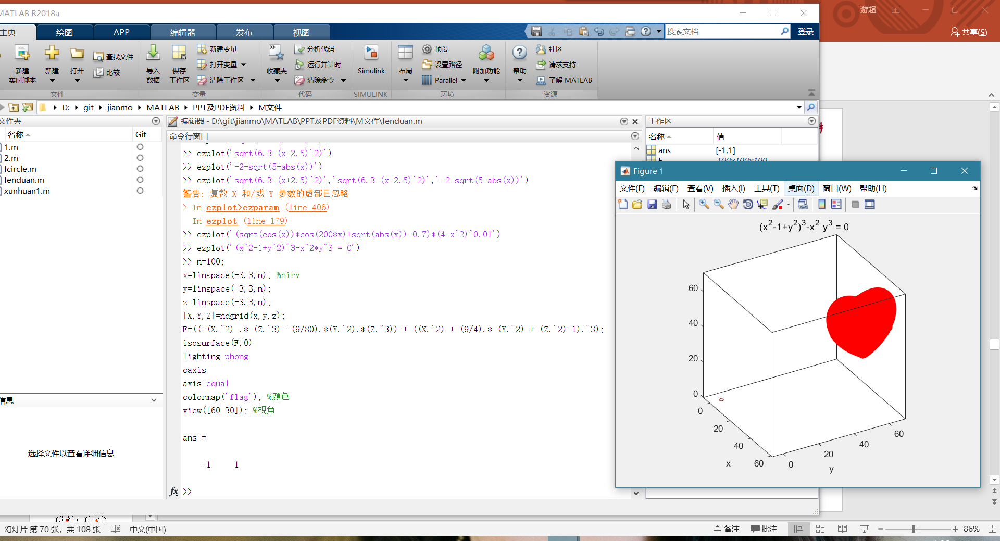 MATLAB R2018a
游超
主页 绘图 APP 编辑器 发布 视图
搜索文档
登录
共享(S)
新建
实时脚本
新建
打开
查找文件
比较
文件
导入
数据
保存
工作区
新建变量
打开变量
清除工作区
变量
收藏夹
分析代码
运行并计时
清除命令
代码
Simulink
SIMULINK
布局
预设
设置路径
Parallel
附加功能
环境
帮助
社区
请求支持
了解 MATLAB
资源
D: git jianmo MATLAB PPT及PDF资料 M文件
文件夹
名称 Git
1.m
2.m
fcircle.m
fenduan.m
xunhuan1.m
信息
选择文件以查看详细信息
编辑器 - D:\git\jianmo\MATLAB\PPT及PDF资料\M文件\fenduan.m
命令行窗口
>> ezplot('sqrt(6.3-(x-2.5)^2)')
>> ezplot('-2-sqrt(5-abs(x))')
>> ezplot('sqrt(6.3-(x+2.5)^2)','sqrt(6.3-(x-2.5)^2)','-2-sqrt(5-abs(x))')
警告: 复数 X 和/或 Y 参数的虚部已忽略
> In ezplot>ezparam (line 406)
In ezplot (line 179)
>> ezplot('(sqrt(cos(x))*cos(200*x)+sqrt(abs(x))-0.7)*(4-x^2)^0.01')
>> ezplot('(x^2-1+y^2)^3-x^2*y^3 = 0')
>> n=100;
x=linspace(-3,3,n); %nirv
y=linspace(-3,3,n);
z=linspace(-3,3,n);
[X,Y,Z]=ndgrid(x,y,z);
F=((-(X.^2) .* (Z.^3) -(9/80).*(Y.^2).*(Z.^3)) + ((X.^2) + (9/4).* (Y.^2) + (Z.^2)-1).^3);
isosurface(F,0)
lighting phong
caxis
axis equal
colormap('flag'); %颜色
view([60 30]); %视角
ans =
-1 1
fx >>
工作区
名称 值
ans [-1,1]
F 100x100x100
Figure 1
文件(F) 编辑(E) 查看(V) 插入(I) 工具(T) 桌面(D) 窗口(W) 帮助(H)
(x²-1+y²)³-x² y³ = 0
60
40
20
0
0
20
40
60
x
0
20
40
60
y
幻灯片 第 70 张，共 108 张 中文(中国) 备注 批注 86%